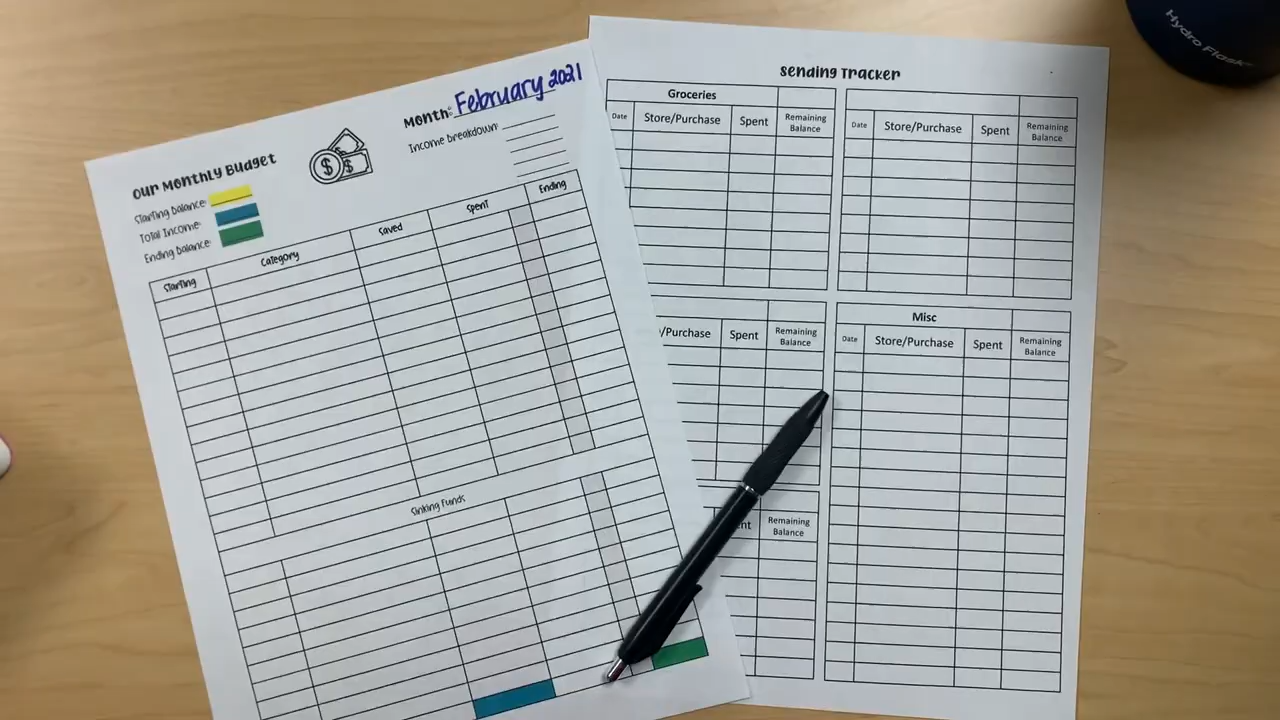 Our Monthly Budget
Starting balance:
Total Income:
Ending balance:
$
$
Month: February 2021
Income breakdown:
Starting
Category
Saved
Spent
Ending
Sinking Funds
Sending Tracker
Groceries
Date Store/Purchase Spent Remaining Balance
Date Store/Purchase Spent Remaining Balance
/Purchase Spent Remaining Balance
Misc
Date Store/Purchase Spent Remaining Balance
ent Remaining Balance
Hydro Flask